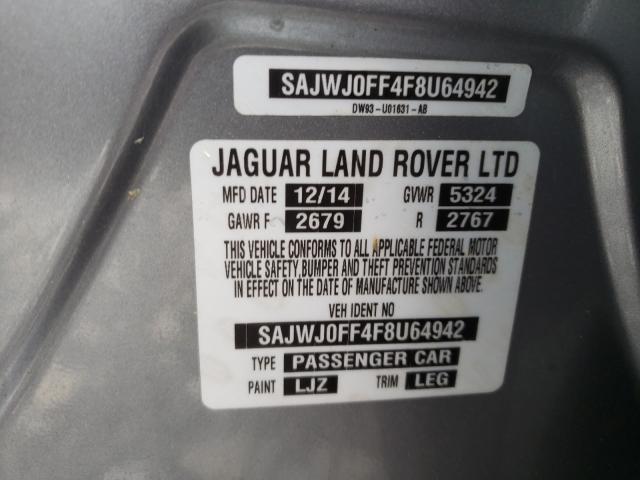 SAJWJ0FF4F8U64942
DW93-U01631-AB
JAGUAR LAND ROVER LTD
MFD DATE 12/14 GVWR 5324
GAWR F 2679 R 2767
THIS VEHICLE CONFORMS TO ALL APPLICABLE FEDERAL MOTOR
VEHICLE SAFETY,BUMPER AND THEFT PREVENTION STANDARDS
IN EFFECT ON THE DATE OF MANUFACTURE SHOWN ABOVE.
VEH IDENT NO
SAJWJ0FF4F8U64942
TYPE PASSENGER CAR
PAINT LJZ TRIM LEG